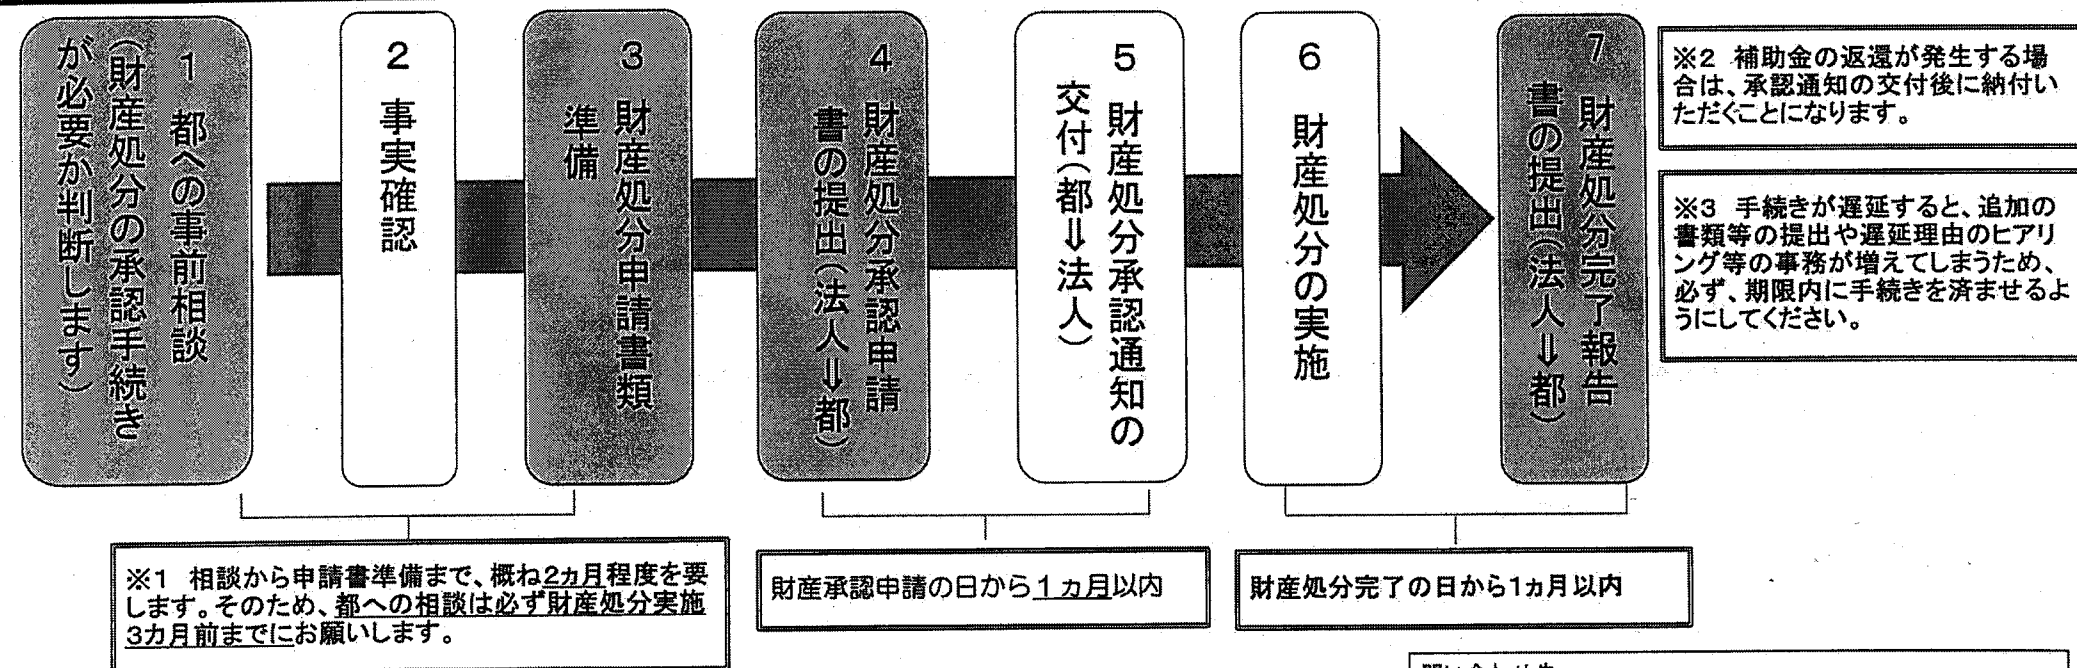 1 都への事前相談
(財産処分の承認手続き
が必要か判断します)
2 事実確認
3 財産処分申請書類
準備
4 財産処分承認申請
書の提出(法人⇒都)
5 財産処分承認通知の
交付(都⇒法人)
6 財産処分の実施
7 財産処分完了報告
書の提出(法人⇒都)
※2 補助金の返還が発生する場
合は、承認通知の交付後に納付い
ただくことになります。
※3 手続きが遅延すると、追加の
書類等の提出や遅延理由のヒアリ
ング等の事務が増えてしまうため、
必ず、期限内に手続きを済ませるよ
うにしてください。
※1 相談から申請書準備まで、概ね2ヵ月程度を要
します。そのため、都への相談は必ず財産処分実施
3カ月前までにお願いします。
財産承認申請の日から1ヵ月以内
財産処分完了の日から1ヵ月以内